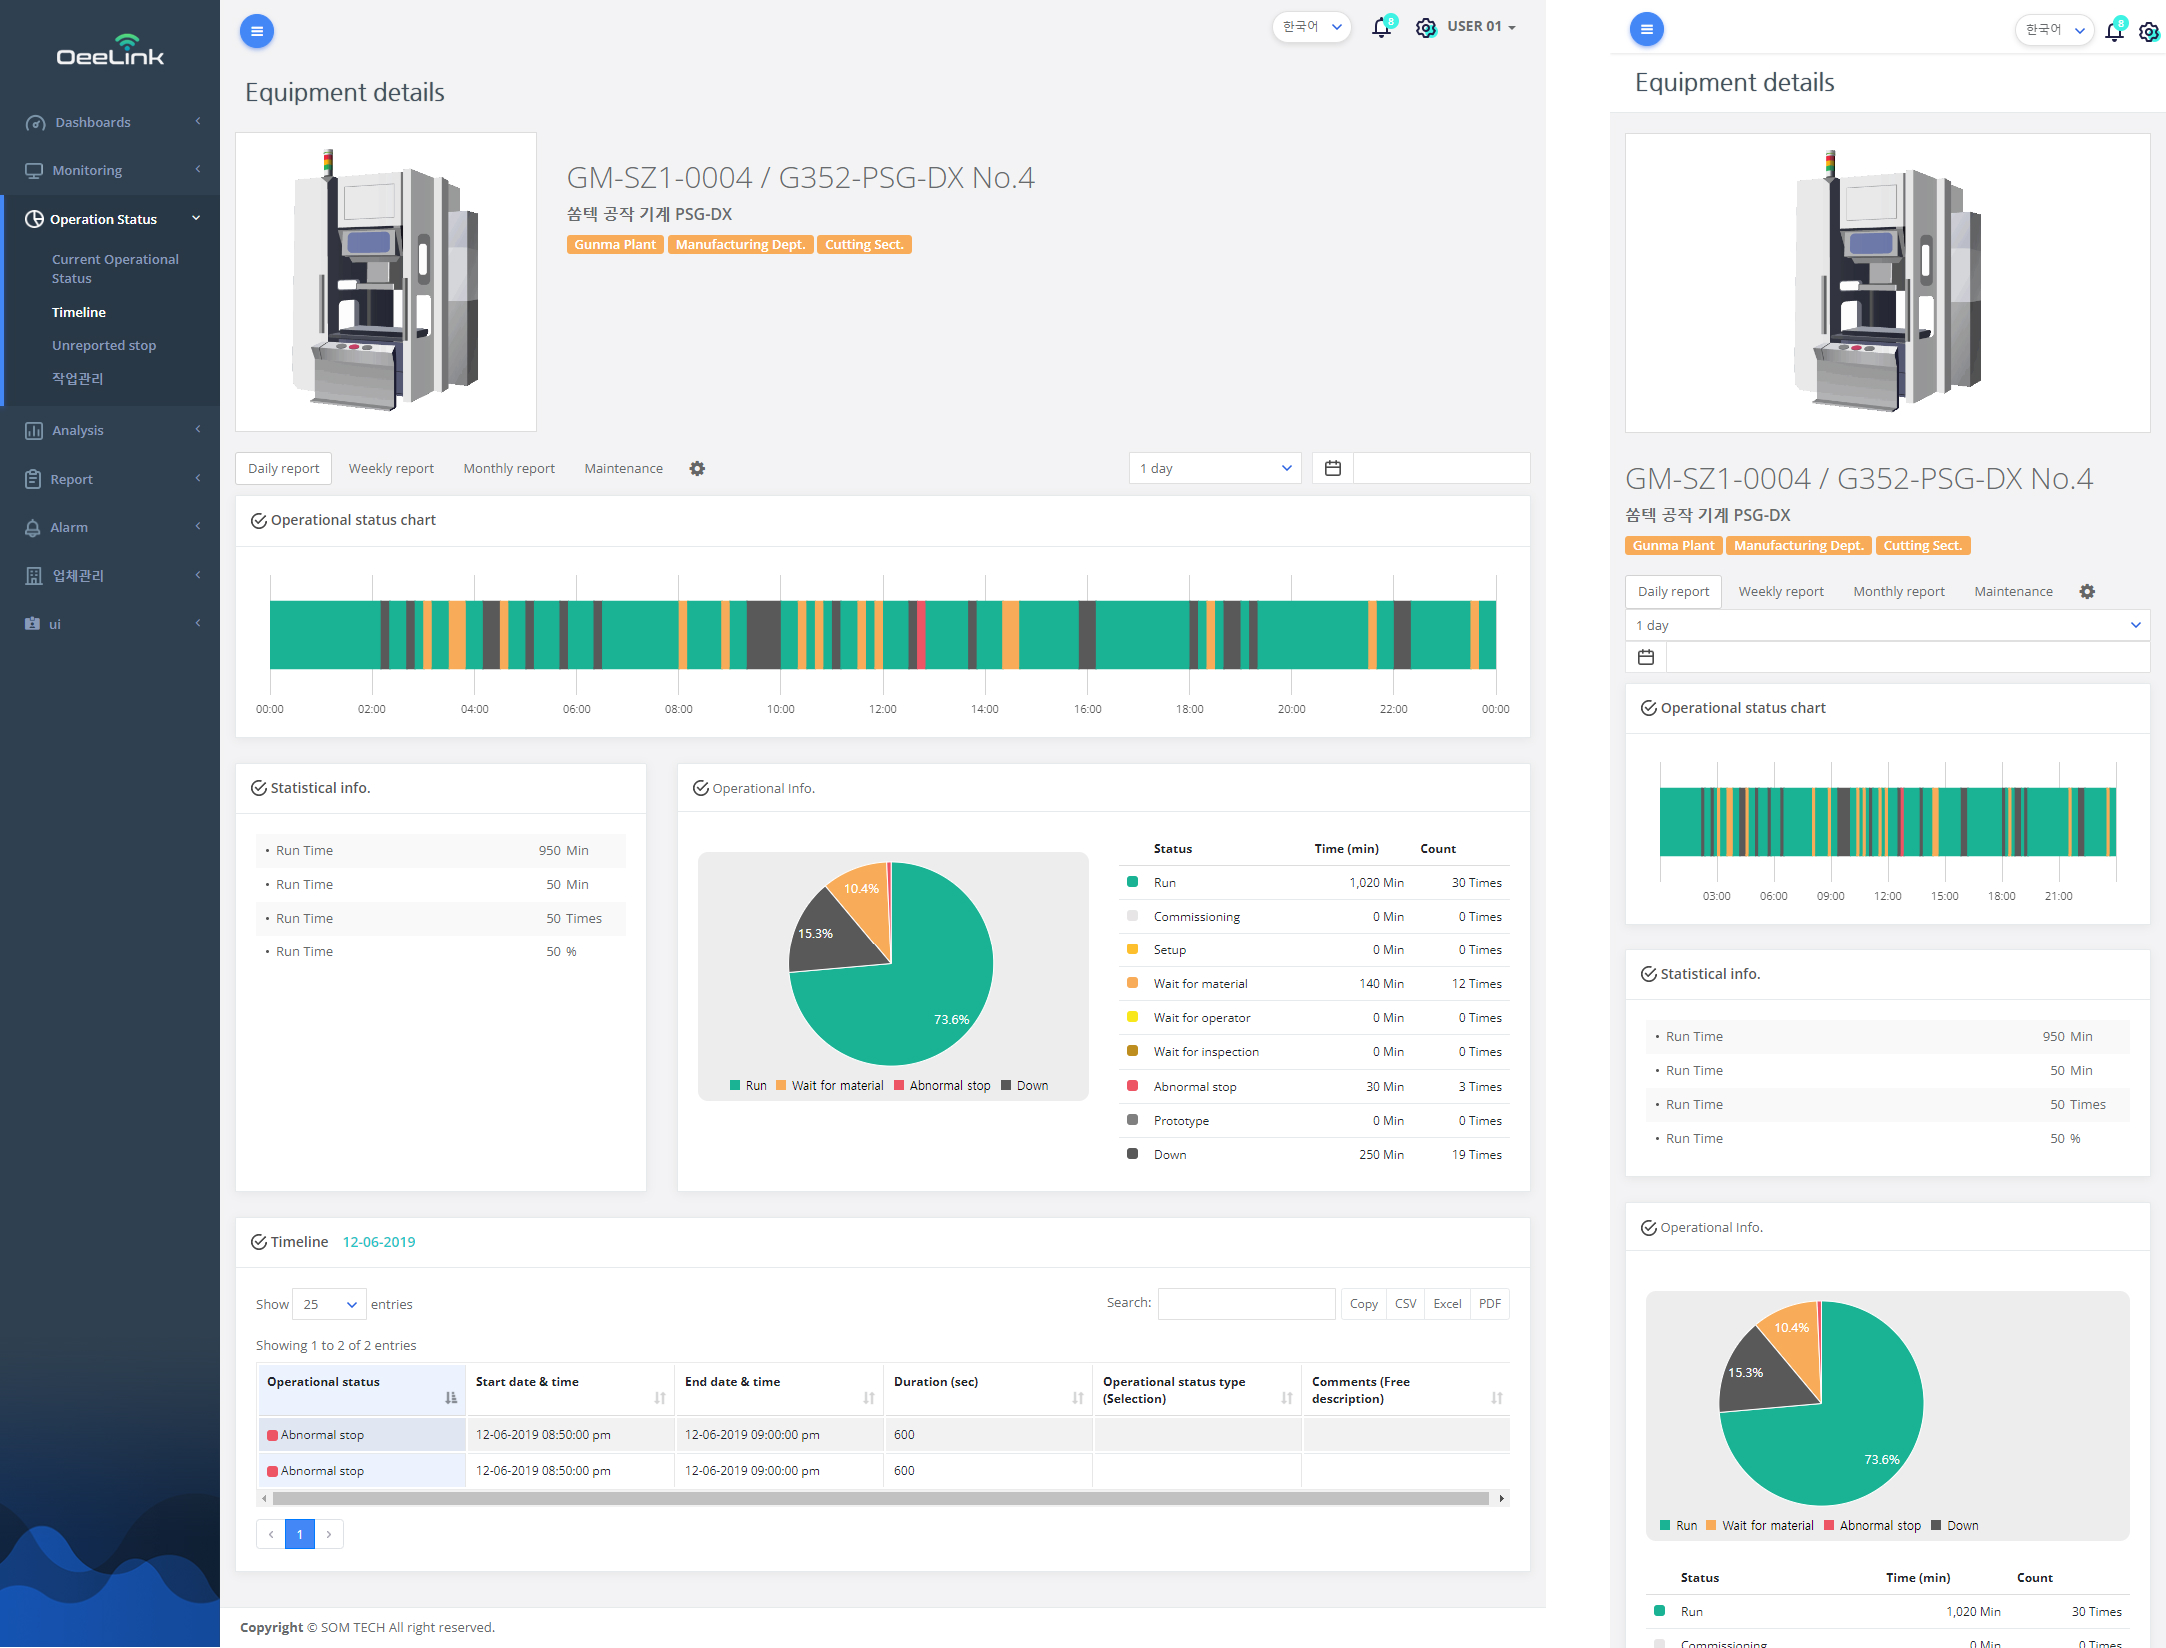 OeeLink
Dashboards
Monitoring
Operation Status
Current Operational
Status
Timeline
Unreported stop
작업관리
Analysis
Report
Alarm
업체관리
ui
한국어
8
USER 01
Equipment details
GM-SZ1-0004 / G352-PSG-DX No.4
쏨텍 공작 기계 PSG-DX
Gunma Plant Manufacturing Dept. Cutting Sect.
Daily report Weekly report Monthly report Maintenance
1 day
Operational status chart
00:00 02:00 04:00 06:00 08:00 10:00 12:00 14:00 16:00 18:00 20:00 22:00 00:00
Statistical info.
• Run Time 950 Min
• Run Time 50 Min
• Run Time 50 Times
• Run Time 50 %
Operational Info.
10.4%
15.3%
73.6%
Run Wait for material Abnormal stop Down
Status Time (min) Count
Run 1,020 Min 30 Times
Commissioning 0 Min 0 Times
Setup 0 Min 0 Times
Wait for material 140 Min 12 Times
Wait for operator 0 Min 0 Times
Wait for inspection 0 Min 0 Times
Abnormal stop 30 Min 3 Times
Prototype 0 Min 0 Times
Down 250 Min 19 Times
Timeline 12-06-2019
Show 25 entries
Search: Copy CSV Excel PDF
Showing 1 to 2 of 2 entries
Operational status Start date & time End date & time Duration (sec) Operational status type (Selection) Comments (Free description)
Abnormal stop 12-06-2019 08:50:00 pm 12-06-2019 09:00:00 pm 600
Abnormal stop 12-06-2019 08:50:00 pm 12-06-2019 09:00:00 pm 600
1
Copyright © SOM TECH All right reserved.
한국어
8
Equipment details
GM-SZ1-0004 / G352-PSG-DX No.4
쏨텍 공작 기계 PSG-DX
Gunma Plant Manufacturing Dept. Cutting Sect.
Daily report Weekly report Monthly report Maintenance
1 day
Operational status chart
03:00 06:00 09:00 12:00 15:00 18:00 21:00
Statistical info.
• Run Time 950 Min
• Run Time 50 Min
• Run Time 50 Times
• Run Time 50 %
Operational Info.
10.4%
15.3%
73.6%
Run Wait for material Abnormal stop Down
Status Time (min) Count
Run 1,020 Min 30 Times
Commissioning 0 Min 0 Times